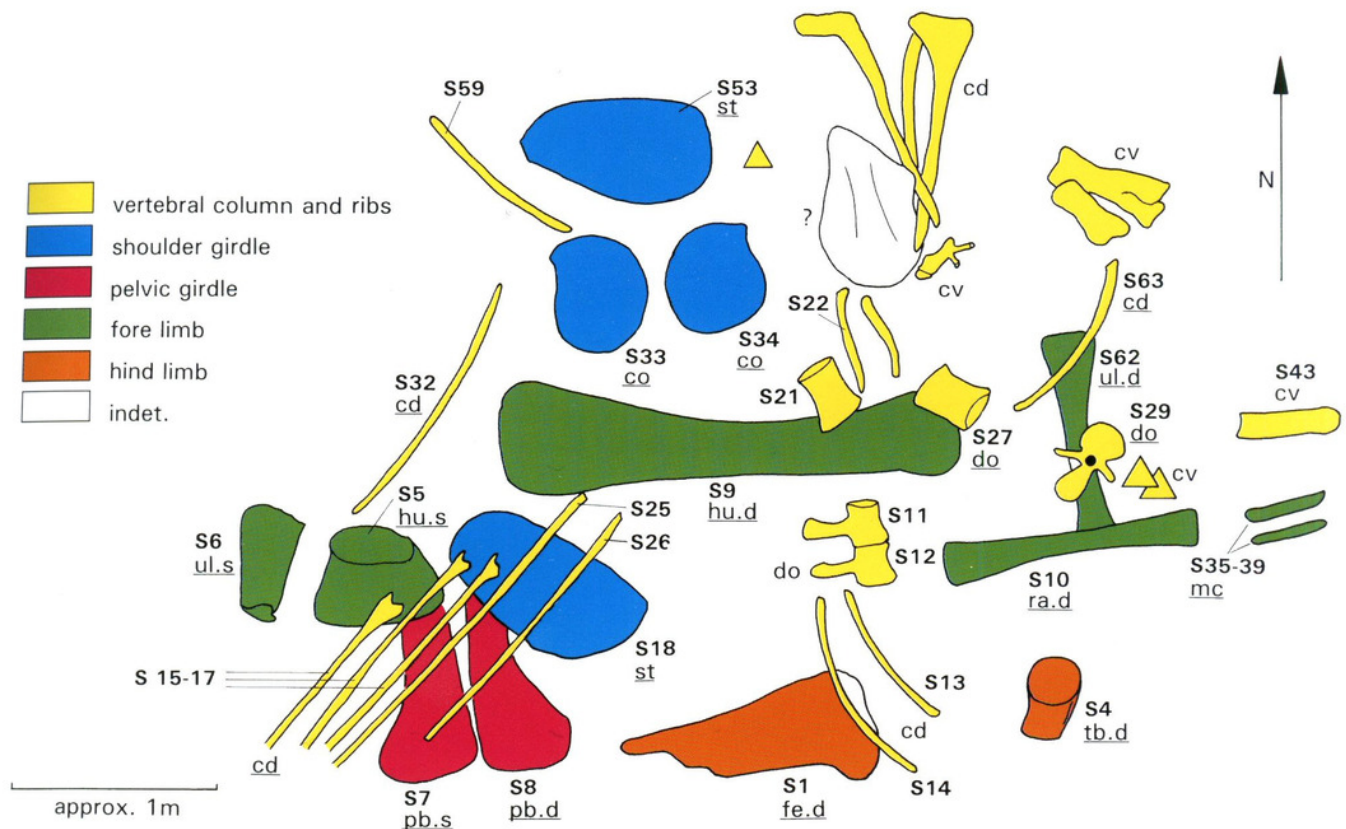 S59
S53
st
cd
cv
N
vertebral column and ribs
shoulder girdle
pelvic girdle
fore limb
hind limb
indet.
?
cv
S63
cd
S22
S33
co
S34
co
S32
cd
S21
S62
ul.d
S43
cv
S27
do
S29
do
cv
S9
hu.d
S5
hu.s
S25
S26
S6
ul.s
S11
S12
do
S10
ra.d
S35-39
mc
S18
st
S 15-17
S13
cd
S14
S4
tb.d
cd
approx. 1m
S7
pb.s
S8
pb.d
S1
fe.d